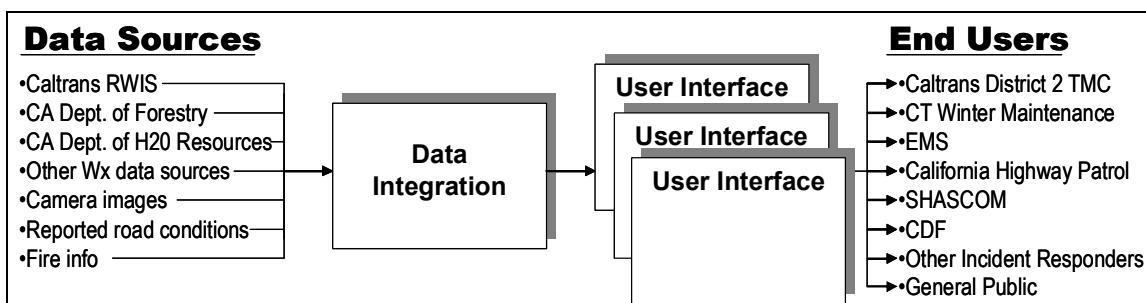 Data Sources
•Caltrans RWIS
•CA Dept. of Forestry
•CA Dept. of H20 Resources
•Other Wx data sources
•Camera images
•Reported road conditions
•Fire info
Data
Integration
User Interface
User Interface
User Interface
End Users
•Caltrans District 2 TMC
•CT Winter Maintenance
•EMS
•California Highway Patrol
•SHASCOM
•CDF
•Other Incident Responders
•General Public